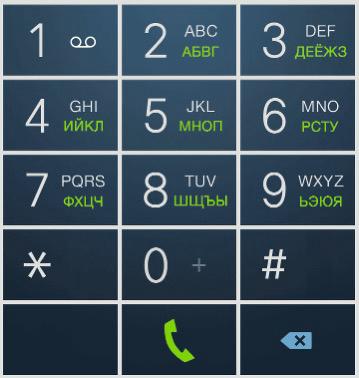 1
2 ABC АБВГ
3 DEF ДЕЁЖЗ
4 GHI ИЙКЛ
5 JKL МНОП
6 MNO РСТУ
7 PQRS ФХЦЧ
8 TUV ШЩЪЫ
9 WXYZ ЬЭЮЯ
*
0 +
#